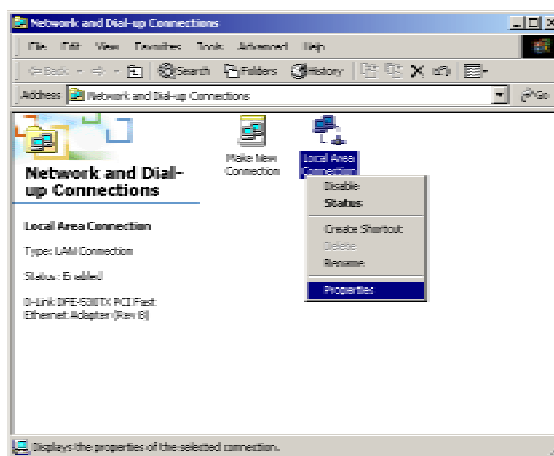 Network and Dial-up Connections
File Edit View Favorites Tools Advanced Help
Back Search Folders History
Address Network and Dial-up Connections Go
Make New Connection
Local Area Connection
Network and Dial-
up Connections
Local Area Connection
Type: LAN Connection
Status: Enabled
D-Link DFE-530TX PCI Fast
Ethernet Adapter (Rev B)
Disable
Status
Create Shortcut
Delete
Rename
Properties
Displays the properties of the selected connection.